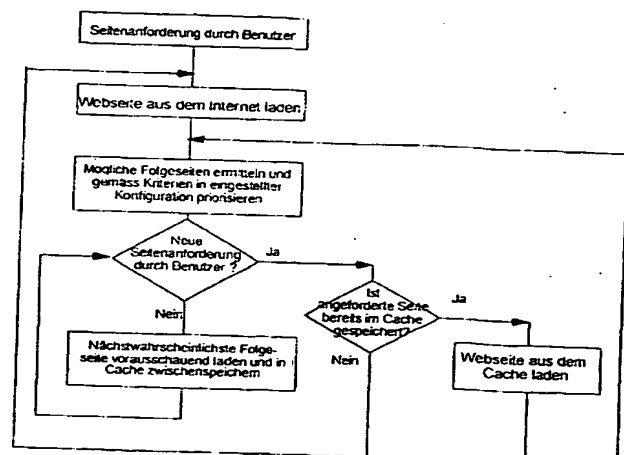 Seitenanforderung durch Benutzer
Webseite aus dem Internet laden
Mögliche Folgeseiten ermitteln und
gemäss Kriterien in eingestellter
Konfiguration priorisieren
Neue
Seitenanforderung
durch Benutzer ?
Ja
Nein
Nächstwahrscheinlichste Folge-
seite vorausschauend laden und in
Cache zwischenspeichern
Ist
angeforderte Seite
bereits im Cache
gespeichert?
Ja
Nein
Webseite aus dem
Cache laden